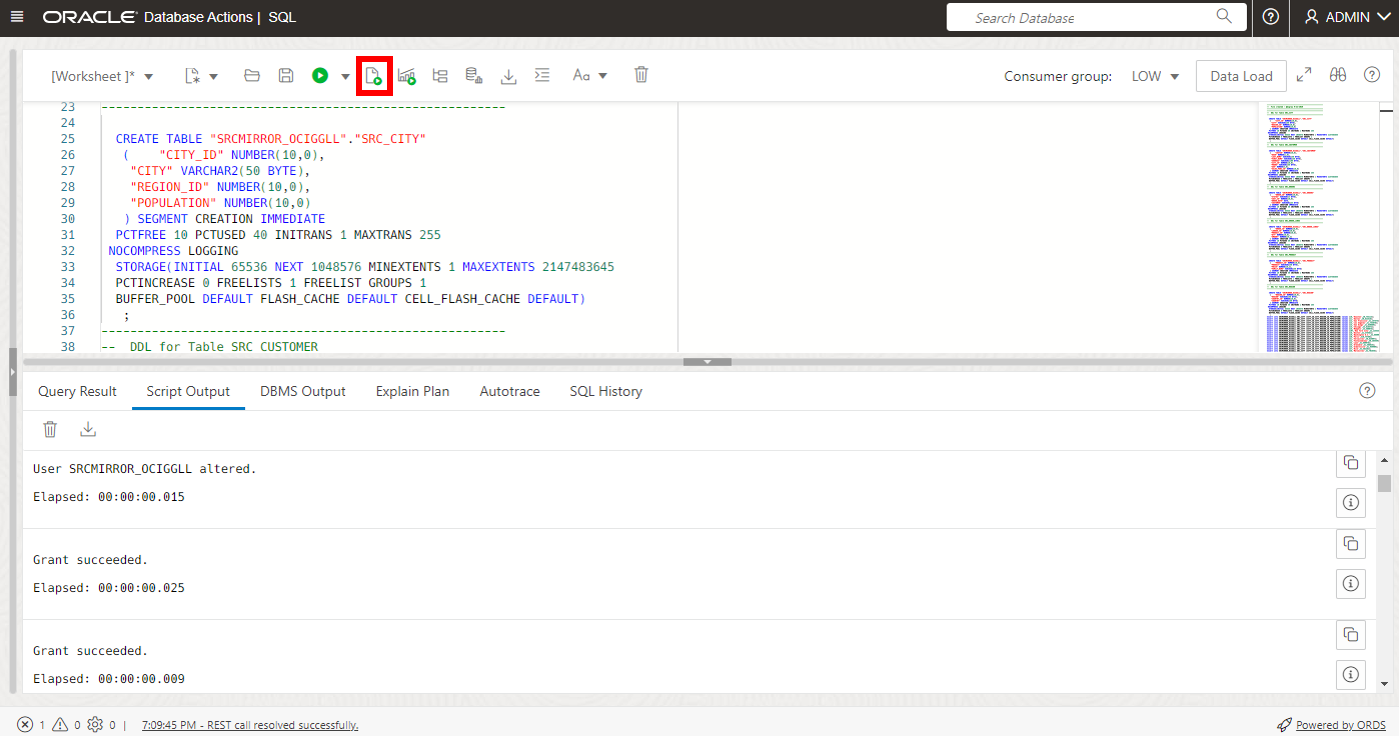 ORACLE Database Actions | SQL
Search Database
ADMIN
[Worksheet ]*
Aa
Consumer group: LOW
Data Load
23 --------------------------------------------------------
24
25 CREATE TABLE "SRCMIRROR_OCIGGLL"."SRC_CITY"
26 ( "CITY_ID" NUMBER(10,0),
27 "CITY" VARCHAR2(50 BYTE),
28 "REGION_ID" NUMBER(10,0),
29 "POPULATION" NUMBER(10,0)
30 ) SEGMENT CREATION IMMEDIATE
31 PCTFREE 10 PCTUSED 40 INITRANS 1 MAXTRANS 255
32 NOCOMPRESS LOGGING
33 STORAGE(INITIAL 65536 NEXT 1048576 MINEXTENTS 1 MAXEXTENTS 2147483645
34 PCTINCREASE 0 FREELISTS 1 FREELIST GROUPS 1
35 BUFFER_POOL DEFAULT FLASH_CACHE DEFAULT CELL_FLASH_CACHE DEFAULT)
36 ;
37 --------------------------------------------------------
38 -- DDL for Table SRC_CUSTOMER
Query Result Script Output DBMS Output Explain Plan Autotrace SQL History
User SRCMIRROR_OCIGGLL altered.
Elapsed: 00:00:00.015
Grant succeeded.
Elapsed: 00:00:00.025
Grant succeeded.
Elapsed: 00:00:00.009
1 0 0 | 7:09:45 PM - REST call resolved successfully.
Powered by ORDS